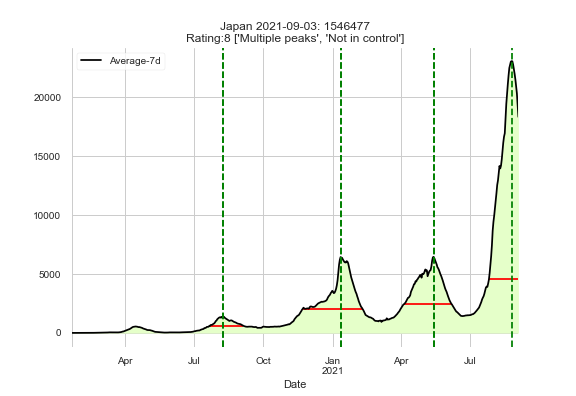 Japan 2021-09-03: 1546477
Rating:8 ['Multiple peaks', 'Not in control']
Average-7d
20000
15000
10000
5000
0
Apr Jul Oct Jan Apr Jul
2021
Date